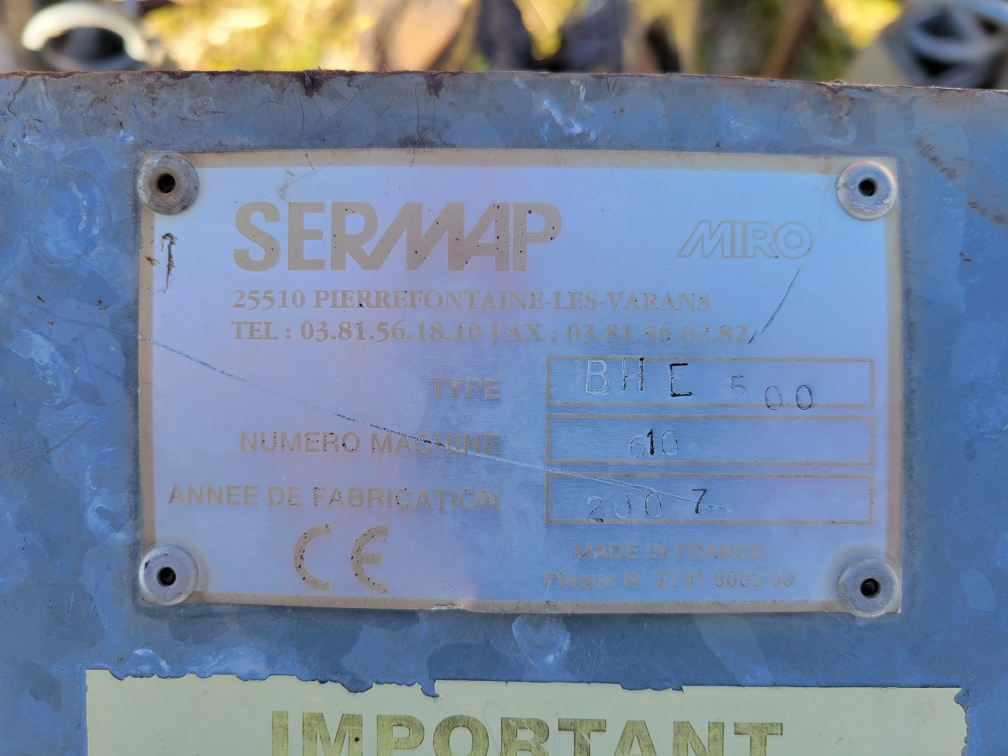 SERMAP MIRO
25510 PIERREFONTAINE-LES-VARANS
TEL : 03.81.56.18.10 FAX : 03.81.56.02.82
TYPE BHE 500
NUMERO MACHINE 610
ANNEE DE FABRICATION 2007
CE MADE IN FRANCE
Plaque N°
IMPORTANT